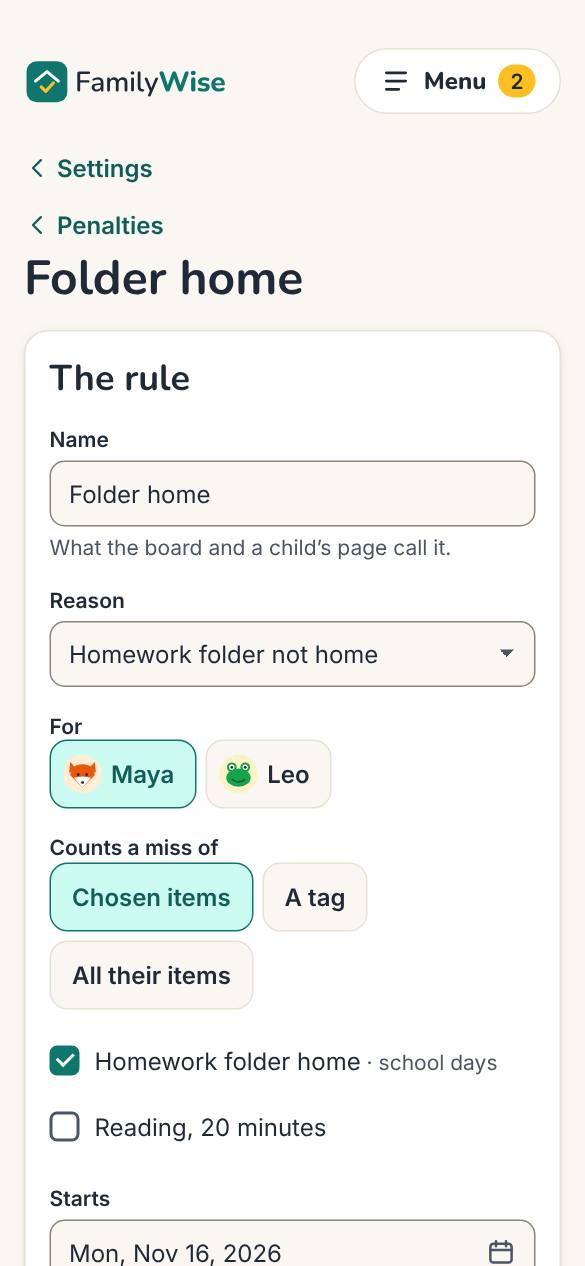 FamilyWise
Menu 2
Settings
Penalties
Folder home
The rule
Name
Folder home
What the board and a child’s page call it.
Reason
Homework folder not home
For
Maya Leo
Counts a miss of
Chosen items A tag
All their items
Homework folder home · school days
Reading, 20 minutes
Starts
Mon, Nov 16, 2026